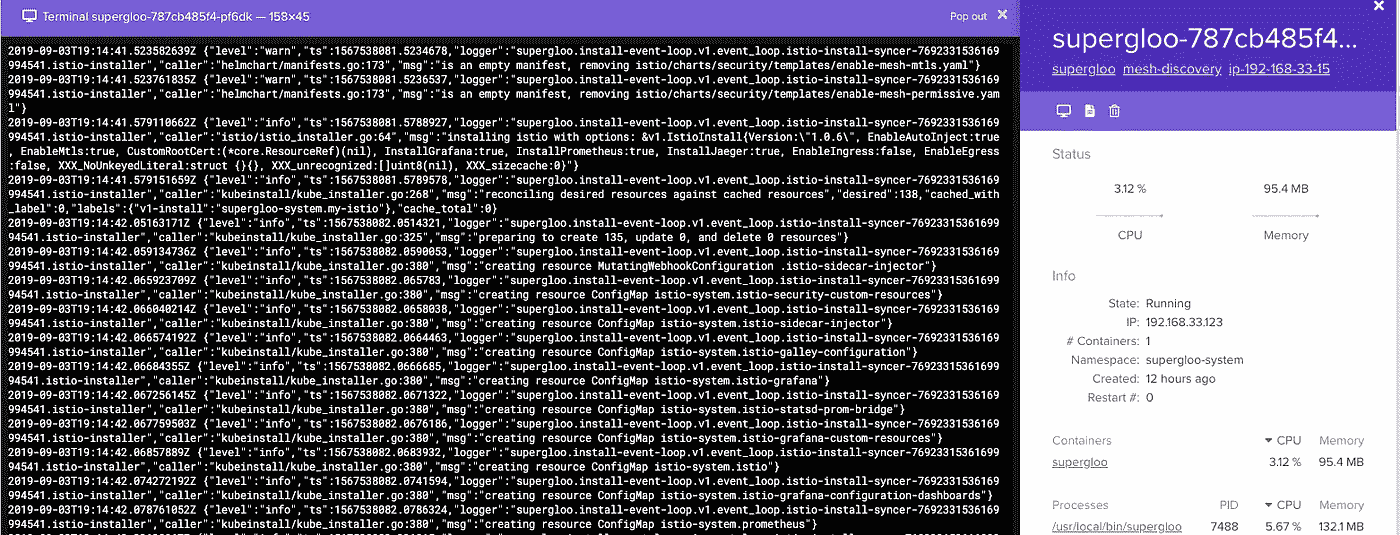 Terminal supergloo-787cb485f4-pf6dk — 158×45
Pop out ×
2019-09-03T19:14:41.523582639Z {"level":"warn","ts":1567538081.5234678,"logger":"supergloo.install-event-loop.v1.event_loop.istio-install-syncer-7692331536169
994541.istio-installer","caller":"helmchart/manifests.go:173","msg":"is an empty manifest, removing istio/charts/security/templates/enable-mesh-mtls.yaml"}
2019-09-03T19:14:41.523761835Z {"level":"warn","ts":1567538081.5236537,"logger":"supergloo.install-event-loop.v1.event_loop.istio-install-syncer-7692331536169
994541.istio-installer","caller":"helmchart/manifests.go:173","msg":"is an empty manifest, removing istio/charts/security/templates/enable-mesh-permissive.yam
l"}
2019-09-03T19:14:41.579110662Z {"level":"info","ts":1567538081.5788927,"logger":"supergloo.install-event-loop.v1.event_loop.istio-install-syncer-7692331536169
994541.istio-installer","caller":"istio/istio_installer.go:64","msg":"installing istio with options: &v1.IstioInstall{Version:\"1.0.6\", EnableAutoInject:true
, EnableMtls:true, CustomRootCert:(*core.ResourceRef)(nil), InstallGrafana:true, InstallPrometheus:true, InstallJaeger:true, EnableIngress:false, EnableEgress
:false, XXX_NoUnkeyedLiteral:struct {}{}, XXX_unrecognized:[]uint8(nil), XXX_sizecache:0}"}
2019-09-03T19:14:41.579151659Z {"level":"info","ts":1567538081.5789578,"logger":"supergloo.install-event-loop.v1.event_loop.istio-install-syncer-7692331536169
994541.istio-installer","caller":"kubeinstall/kube_installer.go:268","msg":"reconciling desired resources against cached resources","desired":138,"cached_with
_label":0,"labels":{"v1-install":"supergloo-system.my-istio"},"cache_total":0}
2019-09-03T19:14:42.05163171Z {"level":"info","ts":1567538082.0514321,"logger":"supergloo.install-event-loop.v1.event_loop.istio-install-syncer-76923315361699
94541.istio-installer","caller":"kubeinstall/kube_installer.go:325","msg":"preparing to create 135, update 0, and delete 0 resources"}
2019-09-03T19:14:42.059134736Z {"level":"info","ts":1567538082.0590053,"logger":"supergloo.install-event-loop.v1.event_loop.istio-install-syncer-7692331536169
994541.istio-installer","caller":"kubeinstall/kube_installer.go:380","msg":"creating resource MutatingWebhookConfiguration .istio-sidecar-injector"}
2019-09-03T19:14:42.065923709Z {"level":"info","ts":1567538082.065783,"logger":"supergloo.install-event-loop.v1.event_loop.istio-install-syncer-76923315361699
94541.istio-installer","caller":"kubeinstall/kube_installer.go:380","msg":"creating resource ConfigMap istio-system.istio-security-custom-resources"}
2019-09-03T19:14:42.066040214Z {"level":"info","ts":1567538082.0658038,"logger":"supergloo.install-event-loop.v1.event_loop.istio-install-syncer-7692331536169
994541.istio-installer","caller":"kubeinstall/kube_installer.go:380","msg":"creating resource ConfigMap istio-system.istio-sidecar-injector"}
2019-09-03T19:14:42.066574192Z {"level":"info","ts":1567538082.0664463,"logger":"supergloo.install-event-loop.v1.event_loop.istio-install-syncer-7692331536169
994541.istio-installer","caller":"kubeinstall/kube_installer.go:380","msg":"creating resource ConfigMap istio-system.istio-galley-configuration"}
2019-09-03T19:14:42.06684355Z {"level":"info","ts":1567538082.0666685,"logger":"supergloo.install-event-loop.v1.event_loop.istio-install-syncer-76923315361699
94541.istio-installer","caller":"kubeinstall/kube_installer.go:380","msg":"creating resource ConfigMap istio-system.istio-grafana"}
2019-09-03T19:14:42.067256145Z {"level":"info","ts":1567538082.0671322,"logger":"supergloo.install-event-loop.v1.event_loop.istio-install-syncer-7692331536169
994541.istio-installer","caller":"kubeinstall/kube_installer.go:380","msg":"creating resource ConfigMap istio-system.istio-statsd-prom-bridge"}
2019-09-03T19:14:42.067759503Z {"level":"info","ts":1567538082.0676186,"logger":"supergloo.install-event-loop.v1.event_loop.istio-install-syncer-7692331536169
994541.istio-installer","caller":"kubeinstall/kube_installer.go:380","msg":"creating resource ConfigMap istio-system.istio-grafana-custom-resources"}
2019-09-03T19:14:42.06857889Z {"level":"info","ts":1567538082.0683932,"logger":"supergloo.install-event-loop.v1.event_loop.istio-install-syncer-76923315361699
94541.istio-installer","caller":"kubeinstall/kube_installer.go:380","msg":"creating resource ConfigMap istio-system.istio"}
2019-09-03T19:14:42.074272192Z {"level":"info","ts":1567538082.0741594,"logger":"supergloo.install-event-loop.v1.event_loop.istio-install-syncer-7692331536169
994541.istio-installer","caller":"kubeinstall/kube_installer.go:380","msg":"creating resource ConfigMap istio-system.istio-grafana-configuration-dashboards"}
2019-09-03T19:14:42.078761052Z {"level":"info","ts":1567538082.0786324,"logger":"supergloo.install-event-loop.v1.event_loop.istio-install-syncer-7692331536169
994541.istio-installer","caller":"kubeinstall/kube_installer.go:380","msg":"creating resource ConfigMap istio-system.prometheus"}
supergloo-787cb485f4...
supergloo mesh-discovery ip-192-168-33-15
Status
3.12 % 95.4 MB
CPU Memory
Info
State: Running
IP: 192.168.33.123
# Containers: 1
Namespace: supergloo-system
Created: 12 hours ago
Restart #: 0
Containers CPU Memory
supergloo 3.12 % 95.4 MB
Processes PID CPU Memory
/usr/local/bin/supergloo 7488 5.67 % 132.1 MB